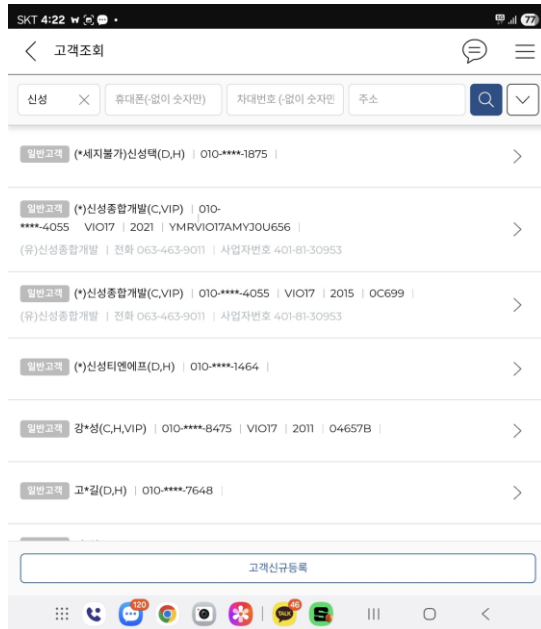 SKT 4:22
77
고객조회
신성
휴대폰(-없이 숫자만)
차대번호 (-없이 숫자만
주소
일반고객 (*세지불가)신성택(D,H) | 010-****-1875 |
일반고객 (*)신성종합개발(C,VIP) | 010-
****-4055 VIO17 | 2021 | YMRVIO17AMYJ0U656 |
(유)신성종합개발 | 전화 063-463-9011 | 사업자번호 401-81-30953
일반고객 (*)신성종합개발(C,VIP) | 010-****-4055 | VIO17 | 2015 | 0C699 |
(유)신성종합개발 | 전화 063-463-9011 | 사업자번호 401-81-30953
일반고객 (*)신성티엔에프(D,H) | 010-****-1464 |
일반고객 강*성(C,H,VIP) | 010-****-8475 | VIO17 | 2011 | 04657B |
일반고객 고*길(D,H) | 010-****-7648 |
고객신규등록
120
TALK
46